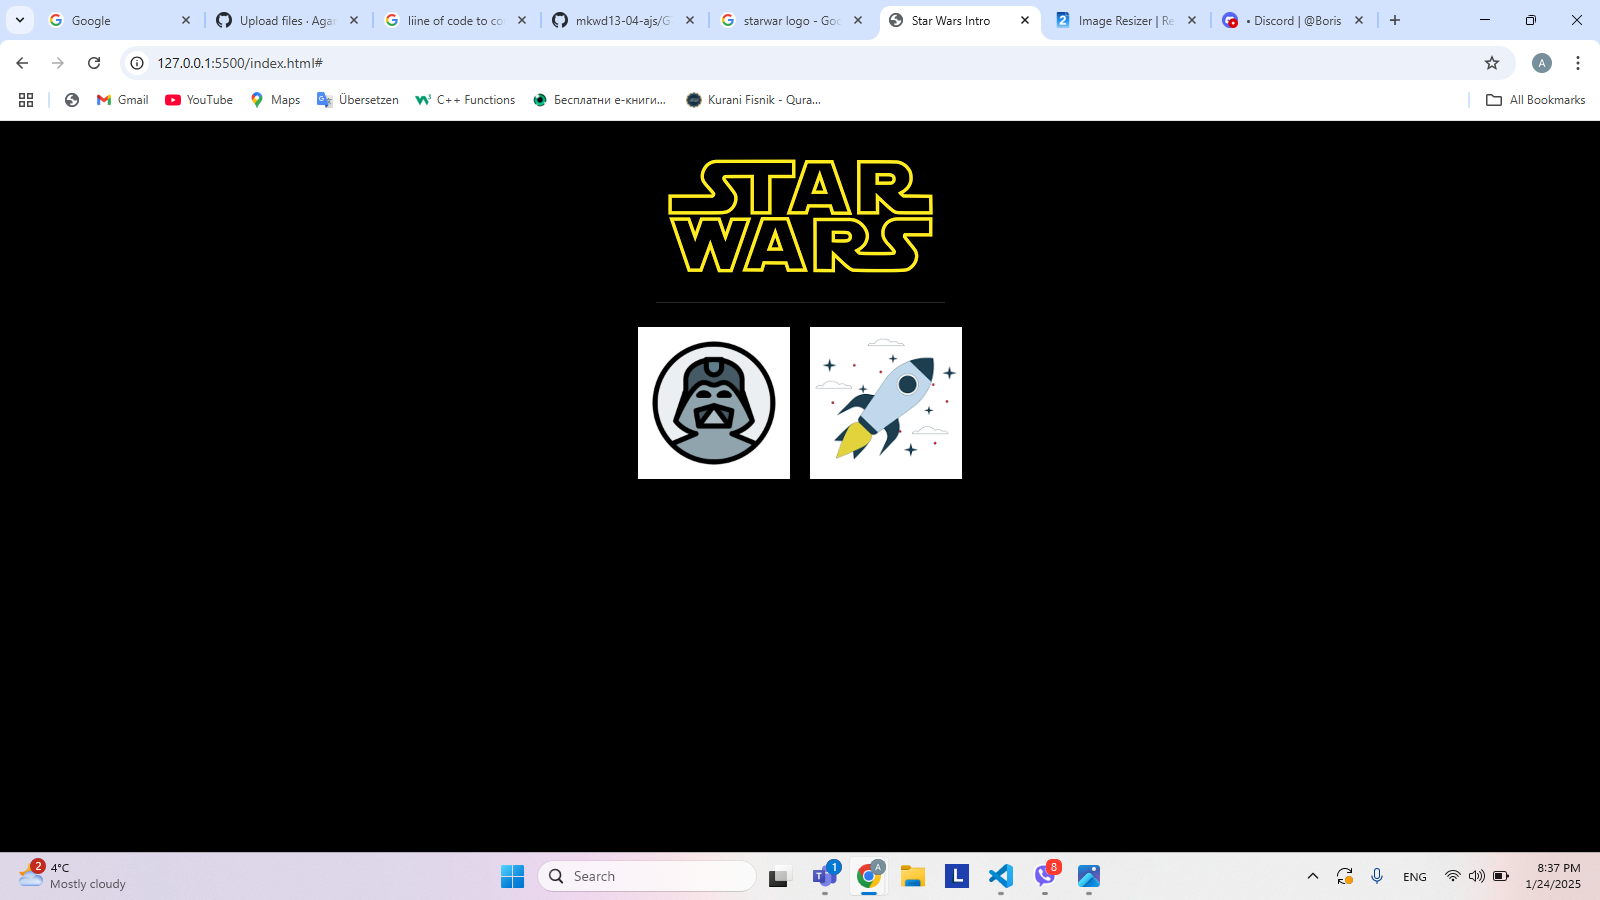 Google
Upload files · Aga
liine of code to co
mkwd13-04-ajs/G
starwar logo - Goo
Star Wars Intro
Image Resizer | Re
• Discord | @Boris
127.0.0.1:5500/index.html#
A
Gmail
YouTube
Maps
Übersetzen
C++ Functions
Бесплатни е-книги...
Kurani Fisnik - Qura...
All Bookmarks
STAR
WARS
2
4°C
Mostly cloudy
Search
1
A
L
8
ENG
8:37 PM
1/24/2025